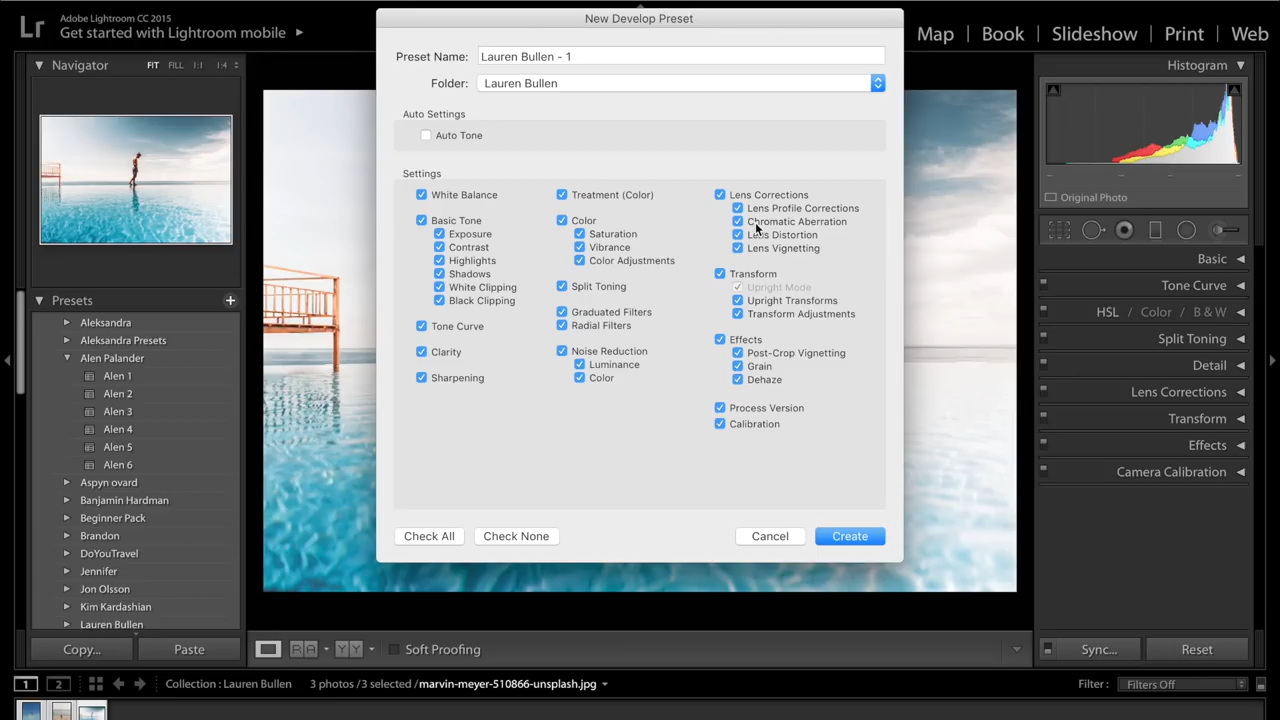 Lr
Adobe Lightroom CC 2015
Get started with Lightroom mobile
Map | Book | Slideshow | Print | Web
Navigator FIT FILL 1:1 1:4
Presets +
Aleksandra
Aleksandra Presets
Alen Palander
Alen 1
Alen 2
Alen 3
Alen 4
Alen 5
Alen 6
Aspyn ovard
Banjamin Hardman
Beginner Pack
Brandon
DoYouTravel
Jennifer
Jon Olsson
Kim Kardashian
Lauren Bullen
Copy...
Paste
New Develop Preset
Preset Name: Lauren Bullen - 1
Folder: Lauren Bullen
Auto Settings
Auto Tone
Settings
White Balance
Basic Tone
Exposure
Contrast
Highlights
Shadows
White Clipping
Black Clipping
Tone Curve
Clarity
Sharpening
Treatment (Color)
Color
Saturation
Vibrance
Color Adjustments
Split Toning
Graduated Filters
Radial Filters
Noise Reduction
Luminance
Color
Lens Corrections
Lens Profile Corrections
Chromatic Aberration
Lens Distortion
Lens Vignetting
Transform
Upright Mode
Upright Transforms
Transform Adjustments
Effects
Post-Crop Vignetting
Grain
Dehaze
Process Version
Calibration
Check All
Check None
Cancel
Create
Histogram
Original Photo
Basic
Tone Curve
HSL / Color / B & W
Split Toning
Detail
Lens Corrections
Transform
Effects
Camera Calibration
R A
Y Y
Soft Proofing
Sync...
Reset
1 2 Collection : Lauren Bullen 3 photos /3 selected /marvin-meyer-510866-unsplash.jpg
Filter : Filters Off